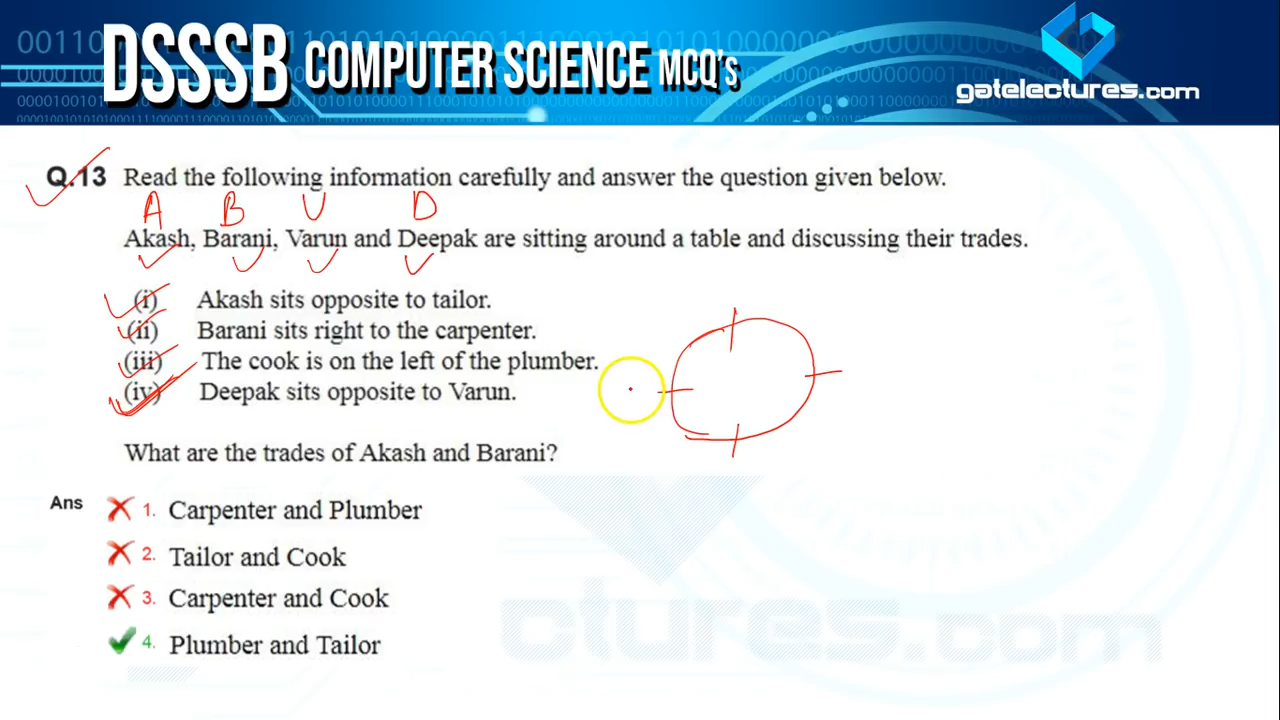 DSSSB COMPUTER SCIENCE MCQ's
gatelectures.com
Q.13 Read the following information carefully and answer the question given below.
A B V D
Akash, Barani, Varun and Deepak are sitting around a table and discussing their trades.
(i) Akash sits opposite to tailor.
(ii) Barani sits right to the carpenter.
(iii) The cook is on the left of the plumber.
(iv) Deepak sits opposite to Varun.
What are the trades of Akash and Barani?
Ans
1. Carpenter and Plumber
2. Tailor and Cook
3. Carpenter and Cook
4. Plumber and Tailor
ctures.com